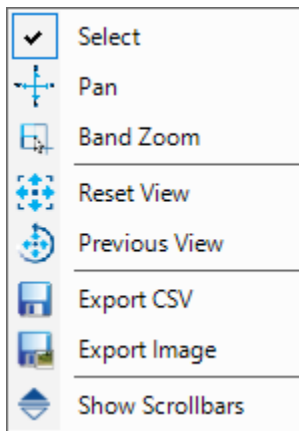 Select
Pan
Band Zoom
Reset View
Previous View
Export CSV
Export Image
Show Scrollbars